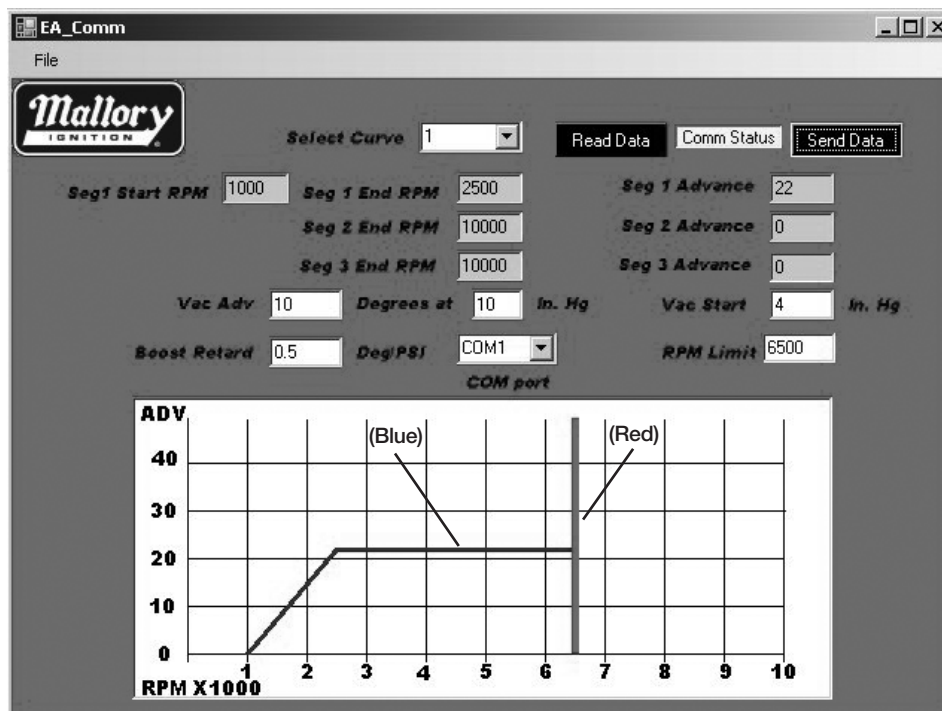 EA_Comm
File
Mallory
IGNITION
Select Curve 1
Read Data Comm Status Send Data
Seg1 Start RPM 1000 Seg 1 End RPM 2500 Seg 1 Advance 22
Seg 2 End RPM 10000 Seg 2 Advance 0
Seg 3 End RPM 10000 Seg 3 Advance 0
Vac Adv 10 Degrees at 10 In. Hg Vac Start 4 In. Hg
Boost Retard 0.5 Deg/PSI COM1 RPM Limit 6500
COM port
ADV
(Blue) (Red)
40
30
20
10
0
1 2 3 4 5 6 7 8 9 10
RPM X1000